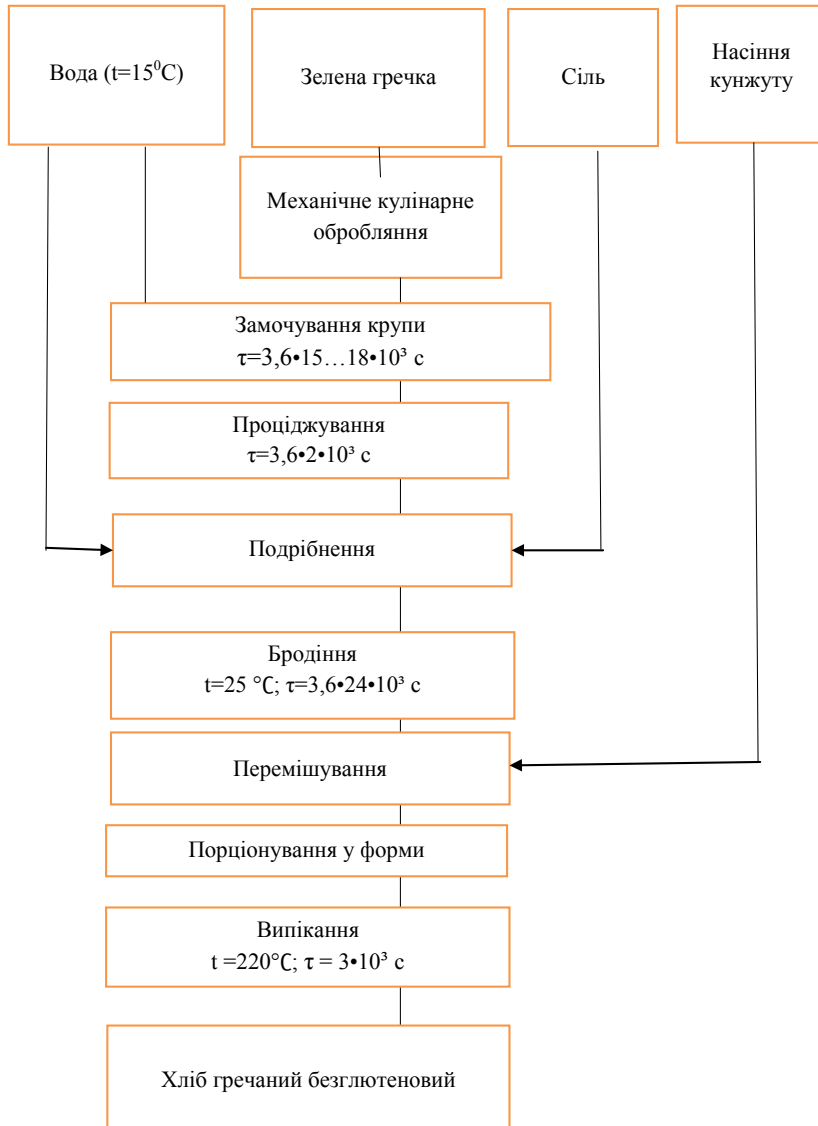 Вода (t=15⁰С)
Зелена гречка
Сіль
Насіння
кунжуту
Механічне кулінарне
обробляння
Замочування крупи
τ=3,6•15…18•10³ с
Проціджування
τ=3,6•2•10³ с
Подрібнення
Бродіння
t=25 °С; τ=3,6•24•10³ с
Перемішування
Порціонування у форми
Випікання
t =220°С; τ = 3•10³ с
Хліб гречаний безглютеновий